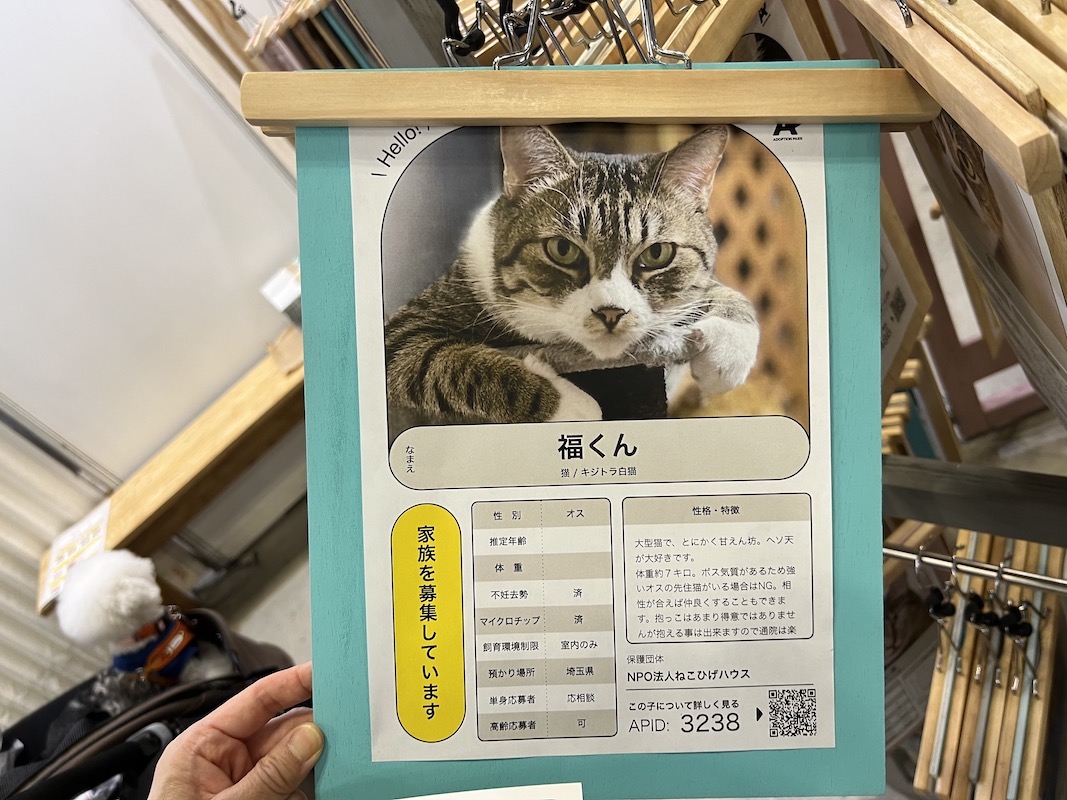 \ Hello! /
ADOPTION PARK
なまえ
福くん
猫 / キジトラ白猫
家族を募集しています
性 別 オス
推定年齢
体 重
不妊去勢 済
マイクロチップ 済
飼育環境制限 室内のみ
預かり場所 埼玉県
単身応募者 応相談
高齢応募者 可
性格・特徴
大型猫で、とにかく甘えん坊。ヘソ天
が大好きです。
体重約７キロ。ボス気質があるため強
いオスの先住猫がいる場合はNG。相
性が合えば仲良くすることもできま
す。抱っこはあまり得意ではありませ
んが抱える事は出来ますので通院は楽
保護団体
NPO法人ねこひげハウス
この子について詳しく見る
APID: 3238